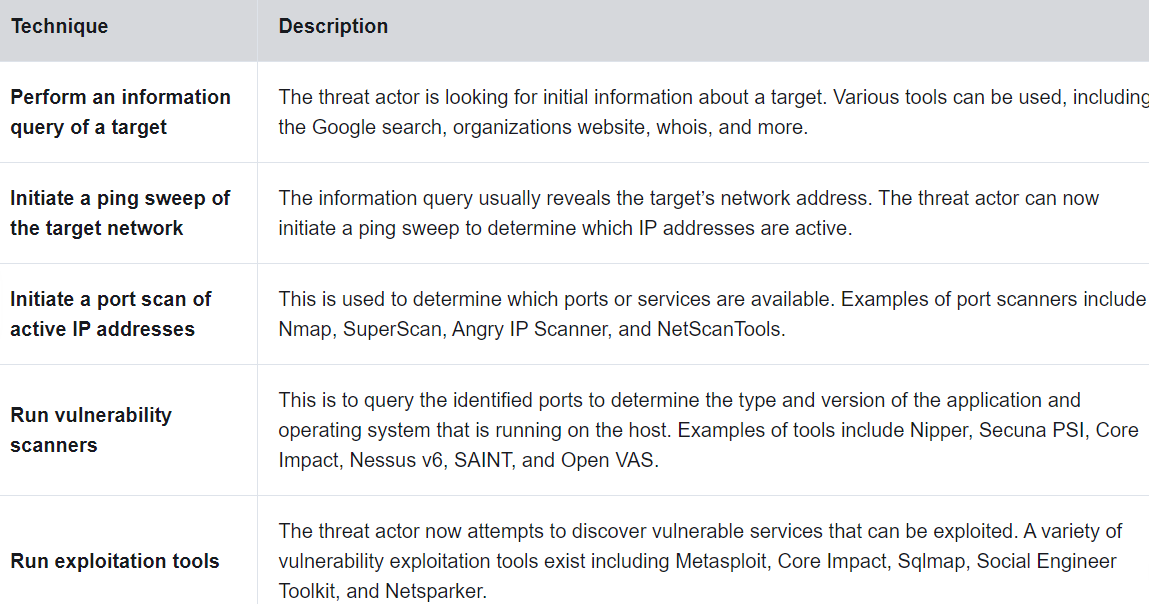 Technique Description
Perform an information
query of a target
The threat actor is looking for initial information about a target. Various tools can be used, including
the Google search, organizations website, whois, and more.
Initiate a ping sweep of
the target network
The information query usually reveals the target’s network address. The threat actor can now
initiate a ping sweep to determine which IP addresses are active.
Initiate a port scan of
active IP addresses
This is used to determine which ports or services are available. Examples of port scanners include
Nmap, SuperScan, Angry IP Scanner, and NetScanTools.
Run vulnerability
scanners
This is to query the identified ports to determine the type and version of the application and
operating system that is running on the host. Examples of tools include Nipper, Secuna PSI, Core
Impact, Nessus v6, SAINT, and Open VAS.
Run exploitation tools
The threat actor now attempts to discover vulnerable services that can be exploited. A variety of
vulnerability exploitation tools exist including Metasploit, Core Impact, Sqlmap, Social Engineer
Toolkit, and Netsparker.